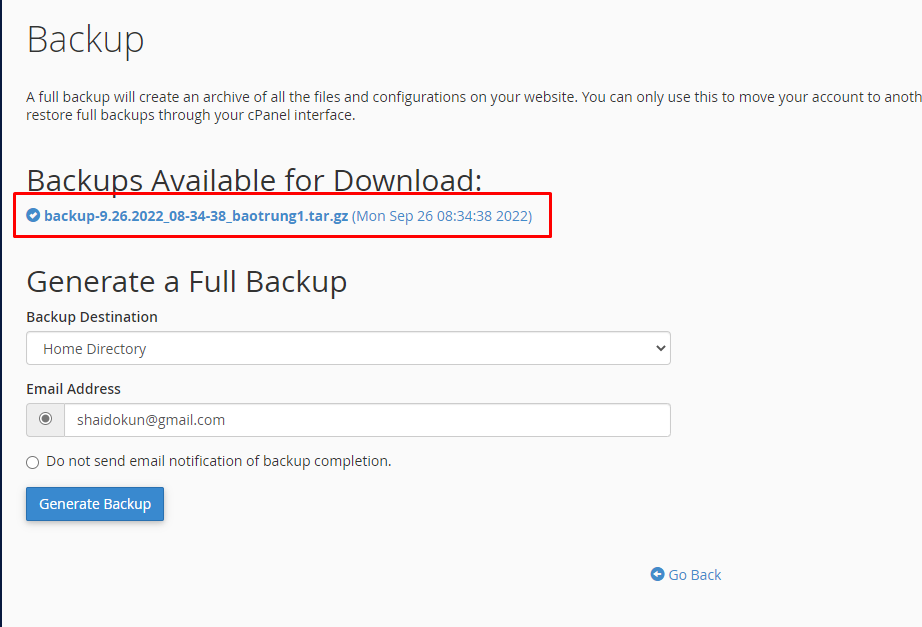 Backup
A full backup will create an archive of all the files and configurations on your website. You can only use this to move your account to anoth
restore full backups through your cPanel interface.
Backups Available for Download:
backup-9.26.2022_08-34-38_baotrung1.tar.gz (Mon Sep 26 08:34:38 2022)
Generate a Full Backup
Backup Destination
Home Directory
Email Address
shaidokun@gmail.com
Do not send email notification of backup completion.
Generate Backup
Go Back